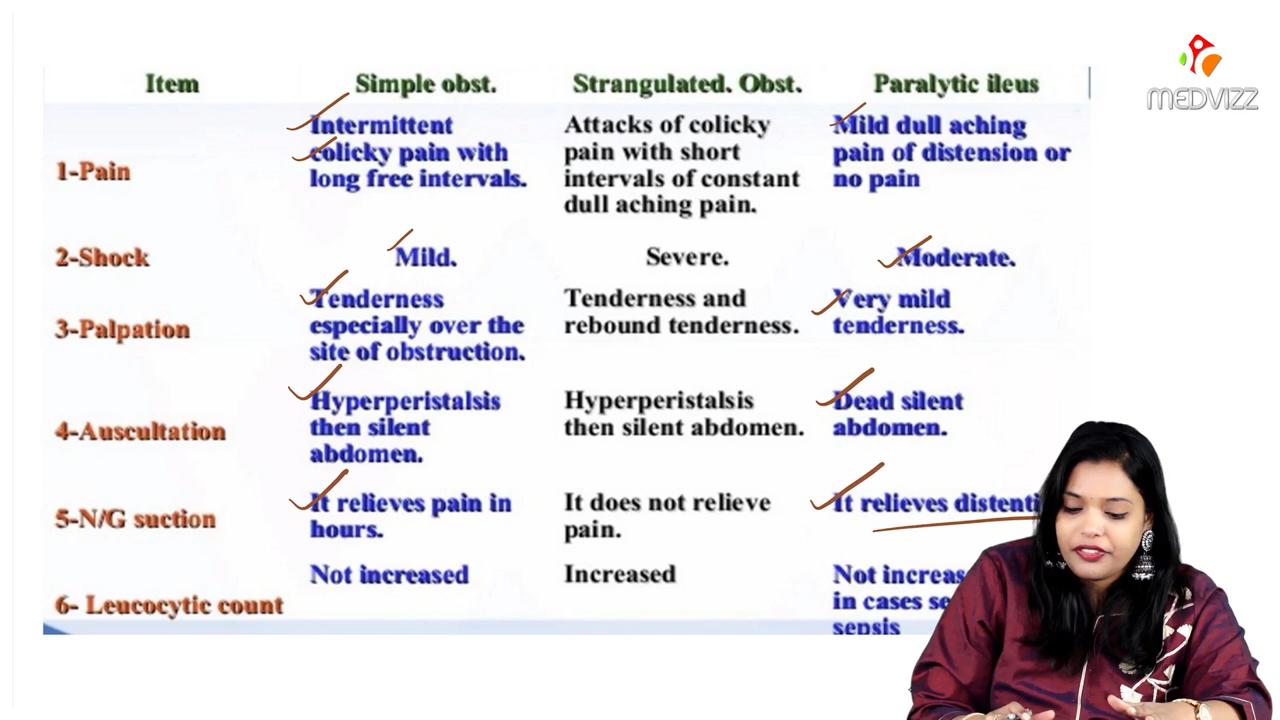 MEDVIZZ
Item Simple obst. Strangulated. Obst. Paralytic ileus
1-Pain
Intermittent
colicky pain with
long free intervals.
Attacks of colicky
pain with short
intervals of constant
dull aching pain.
Mild dull aching
pain of distension or
no pain
2-Shock Mild. Severe. Moderate.
3-Palpation
Tenderness
especially over the
site of obstruction.
Tenderness and
rebound tenderness.
Very mild
tenderness.
4-Auscultation
Hyperperistalsis
then silent
abdomen.
Hyperperistalsis
then silent abdomen.
Dead silent
abdomen.
5-N/G suction
It relieves pain in
hours.
It does not relieve
pain.
It relieves
6- Leucocytic count
Not increased
Increased
Not
in cases
sepsis